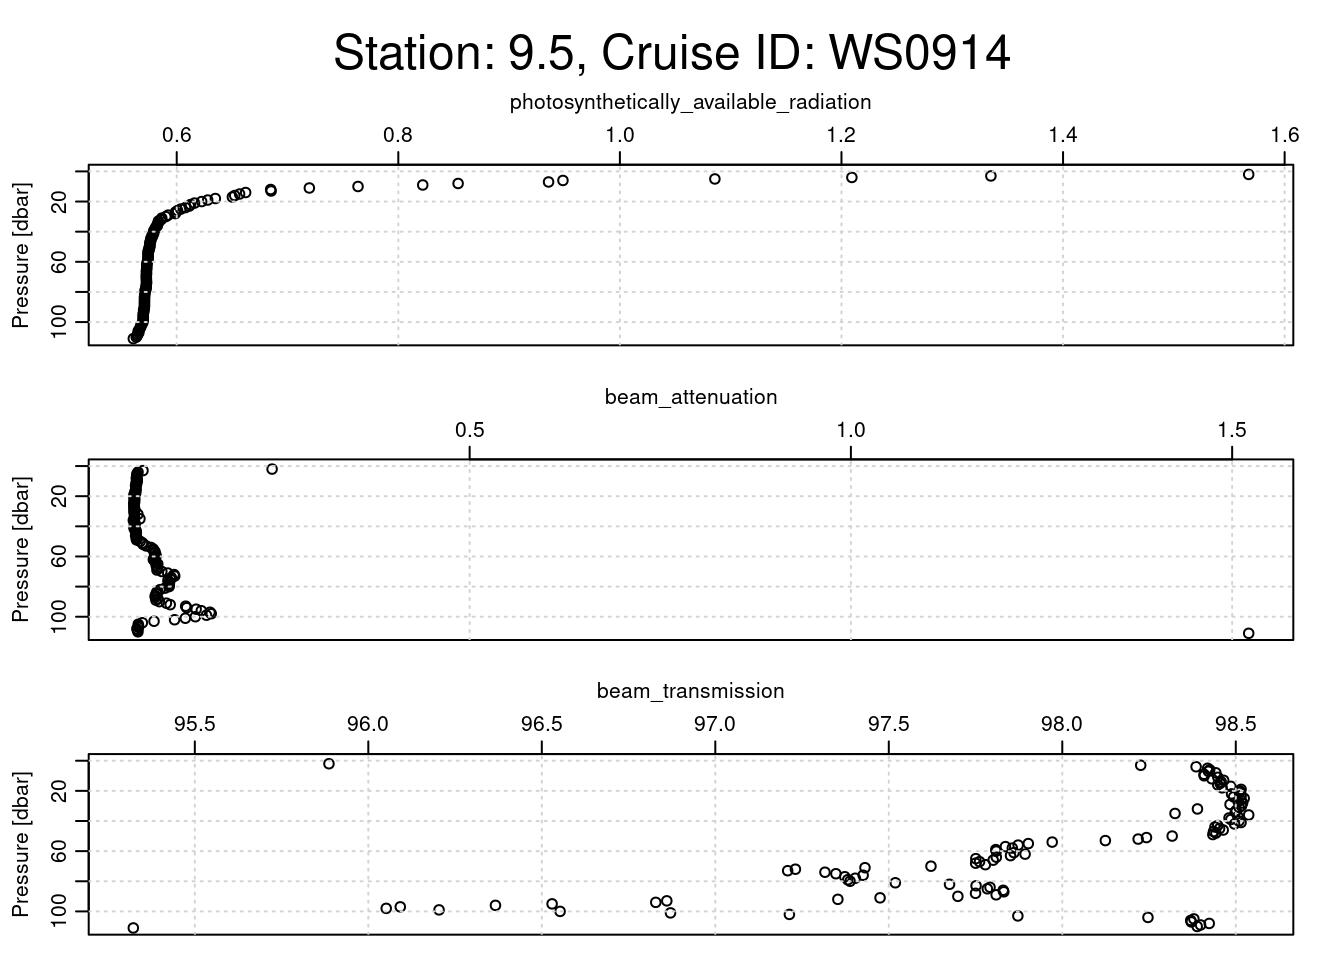 Station: 9.5, Cruise ID: WS0914
photosynthetically_available_radiation
0.6 0.8 1.0 1.2 1.4 1.6
Pressure [dbar]
20
60
100
beam_attenuation
0.5 1.0 1.5
Pressure [dbar]
20
60
100
beam_transmission
95.5 96.0 96.5 97.0 97.5 98.0 98.5
Pressure [dbar]
20
60
100